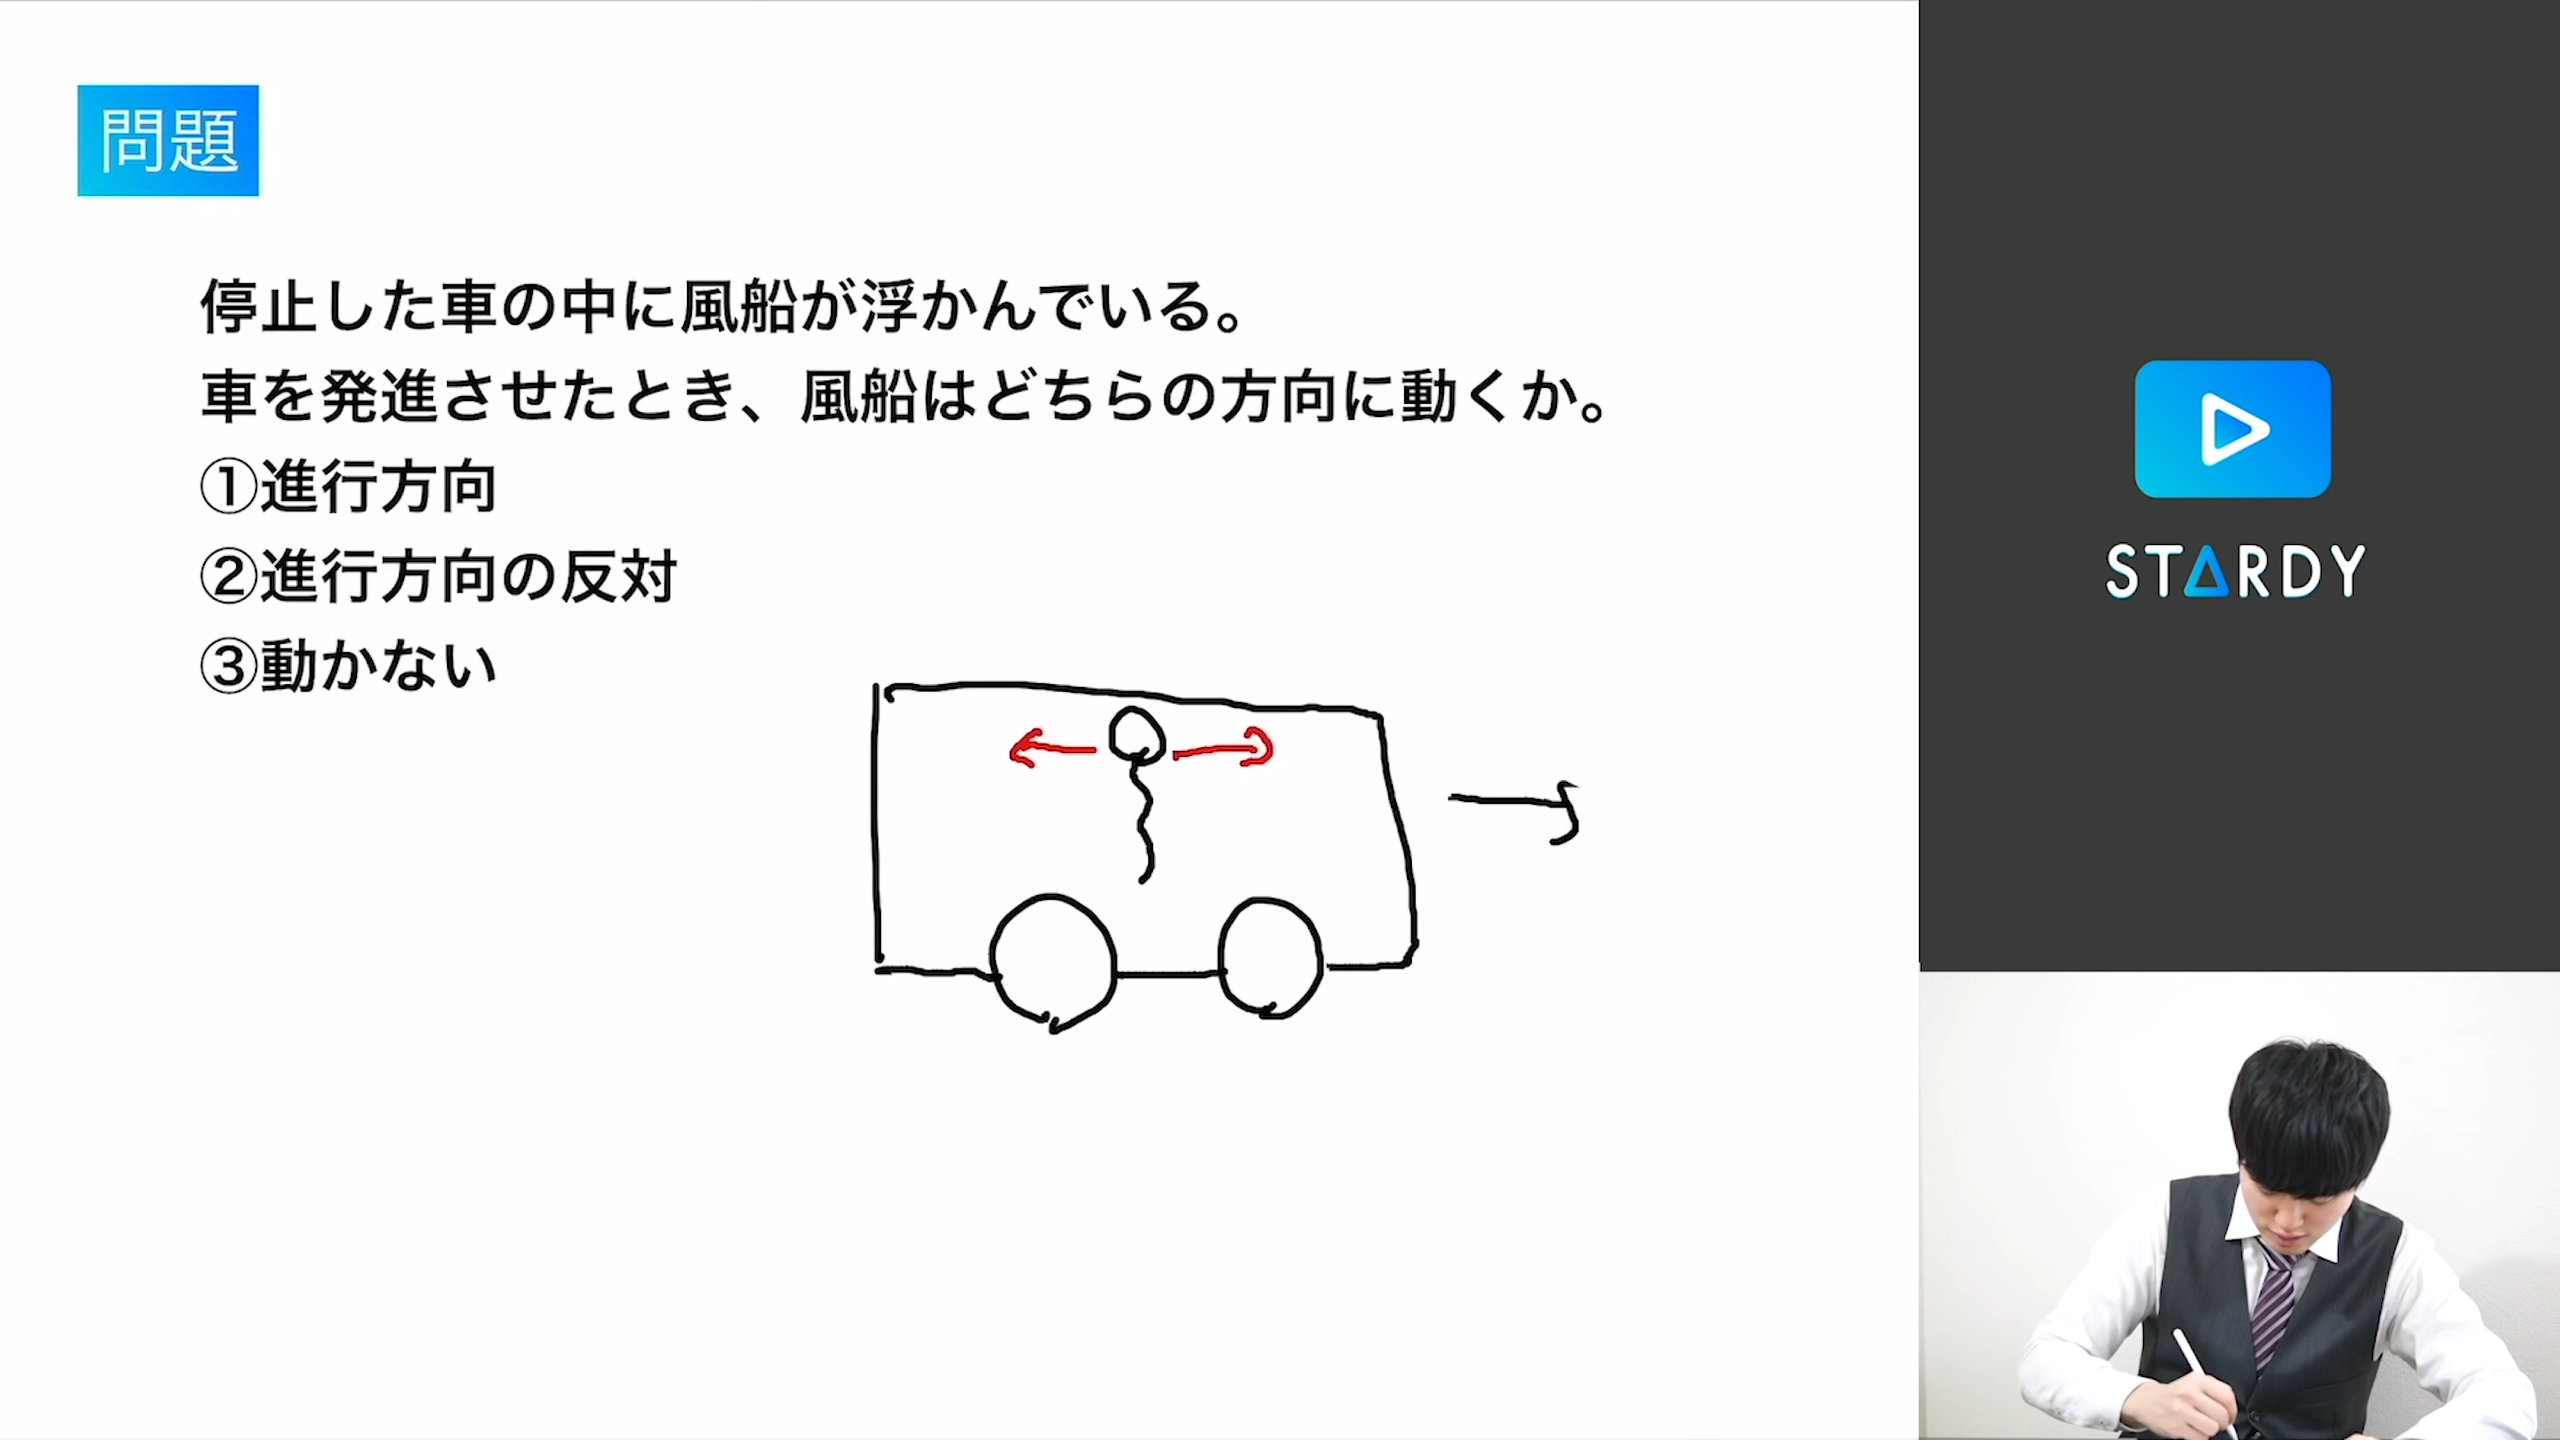 問題
停止した車の中に風船が浮かんでいる。
車を発進させたとき、風船はどちらの方向に動くか。
①進行方向
②進行方向の反対
③動かない
STARDY